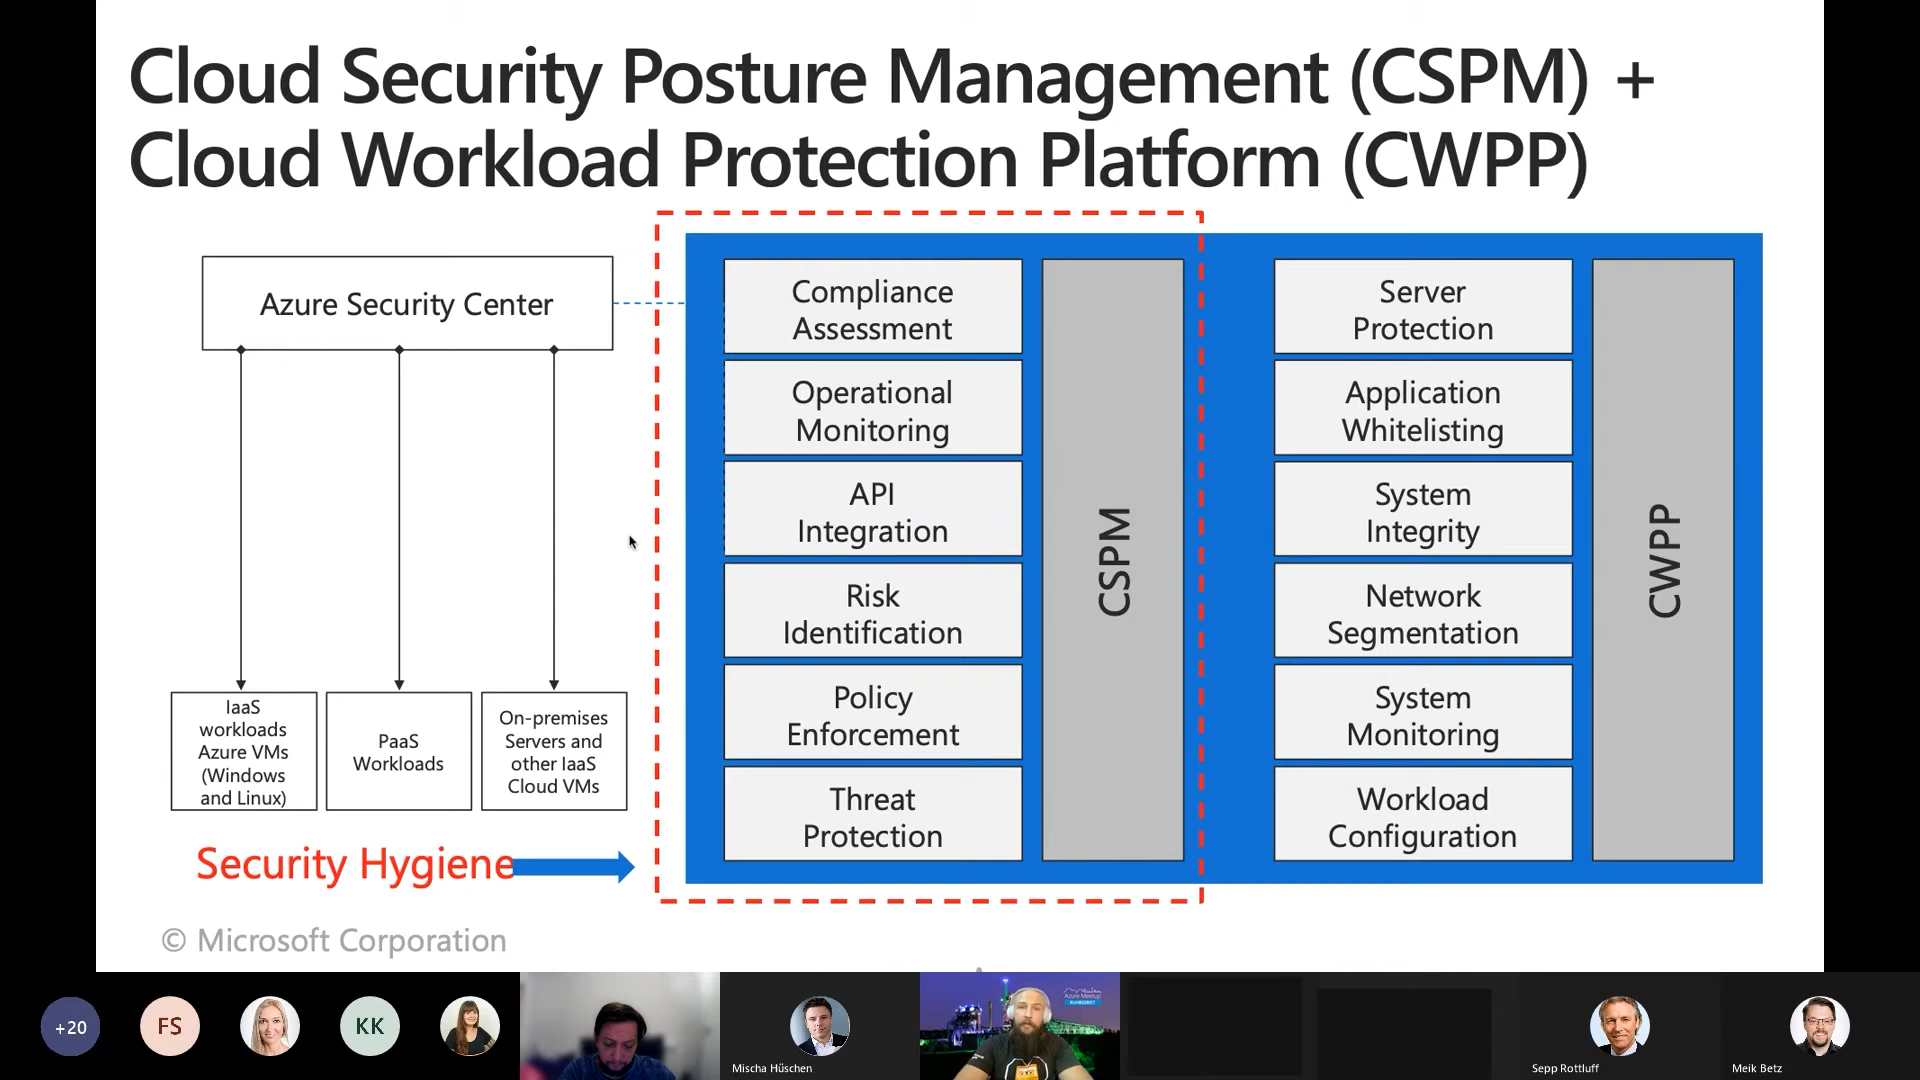 Cloud Security Posture Management (CSPM) +
Cloud Workload Protection Platform (CWPP)
Azure Security Center
IaaS
workloads
Azure VMs
(Windows
and Linux)
PaaS
Workloads
On-premises
Servers and
other IaaS
Cloud VMs
Security Hygiene
Compliance
Assessment
Operational
Monitoring
API
Integration
Risk
Identification
Policy
Enforcement
Threat
Protection
CSPM
Server
Protection
Application
Whitelisting
System
Integrity
Network
Segmentation
System
Monitoring
Workload
Configuration
CWPP
© Microsoft Corporation
+20
FS
KK
Mischa Hüschen
Azure Meetup
Sepp Rottluff
Meik Betz